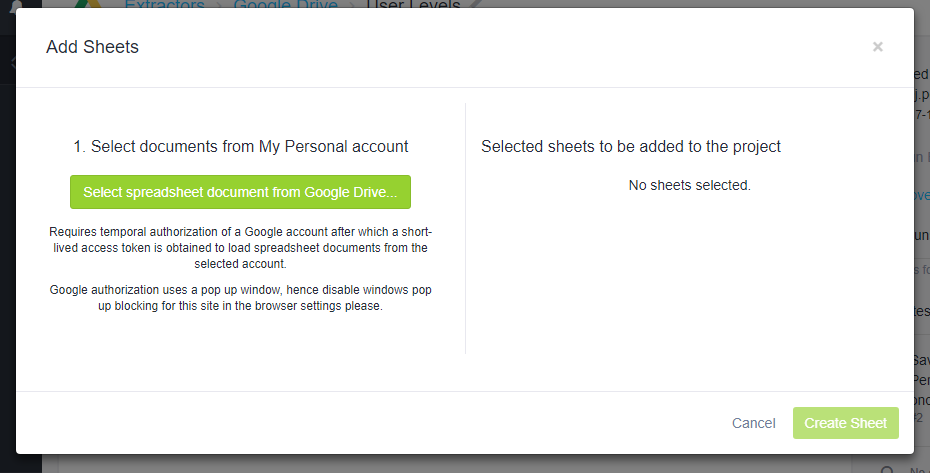 Extractors > Google Drive > User Levels
Add Sheets
×
1. Select documents from My Personal account
Select spreadsheet document from Google Drive...
Requires temporal authorization of a Google account after which a short-
lived access token is obtained to load spreadsheet documents from the
selected account.
Google authorization uses a pop up window, hence disable windows pop
up blocking for this site in the browser settings please.
Selected sheets to be added to the project
No sheets selected.
Cancel
Create Sheet